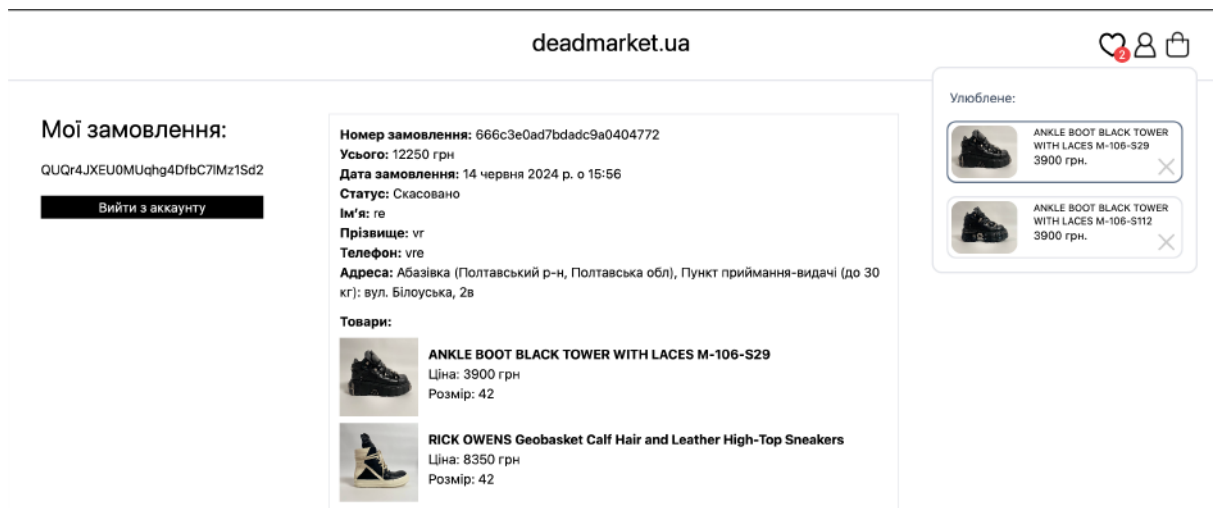 deadmarket.ua
2
Мої замовлення:
QUQr4JXEU0MUqhg4DfbC7lMz1Sd2
Вийти з аккаунту
Номер замовлення: 666c3e0ad7bdadc9a0404772
Усього: 12250 грн
Дата замовлення: 14 червня 2024 р. о 15:56
Статус: Скасовано
Ім’я: re
Прізвище: vr
Телефон: vre
Адреса: Абазівка (Полтавський р-н, Полтавська обл), Пункт приймання-видачі (до 30
кг): вул. Білоуська, 2в
Товари:
ANKLE BOOT BLACK TOWER WITH LACES M-106-S29
Ціна: 3900 грн
Розмір: 42
RICK OWENS Geobasket Calf Hair and Leather High-Top Sneakers
Ціна: 8350 грн
Розмір: 42
Улюблене:
ANKLE BOOT BLACK TOWER
WITH LACES M-106-S29
3900 грн.
ANKLE BOOT BLACK TOWER
WITH LACES M-106-S112
3900 грн.